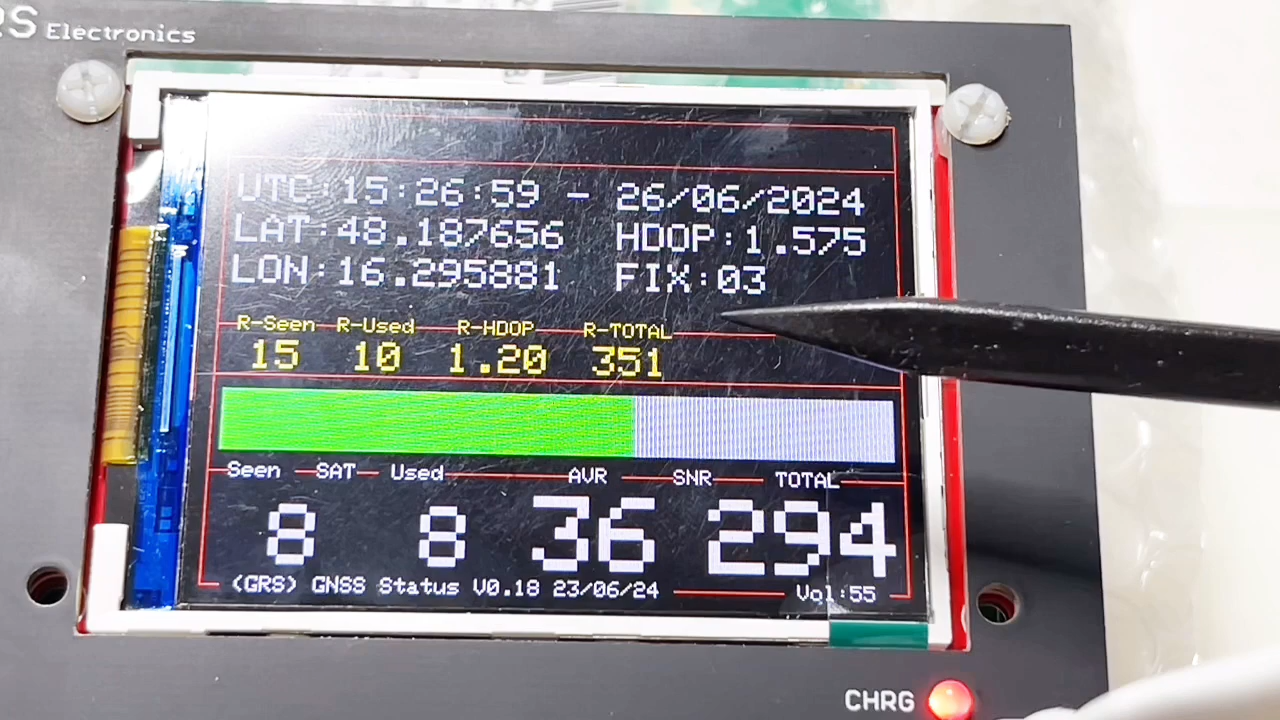 RS Electronics
UTC:15:26:59 - 26/06/2024
LAT:48.187656 HDOP:1.575
LON:16.295881 FIX:03
R-Seen R-Used R-HDOP R-TOTAL
15 10 1.20 351
Seen SAT Used AVR SNR TOTAL
8 8 36 294
(GRS) GNSS Status V0.18 23/06/24 Vol:55
CHRG